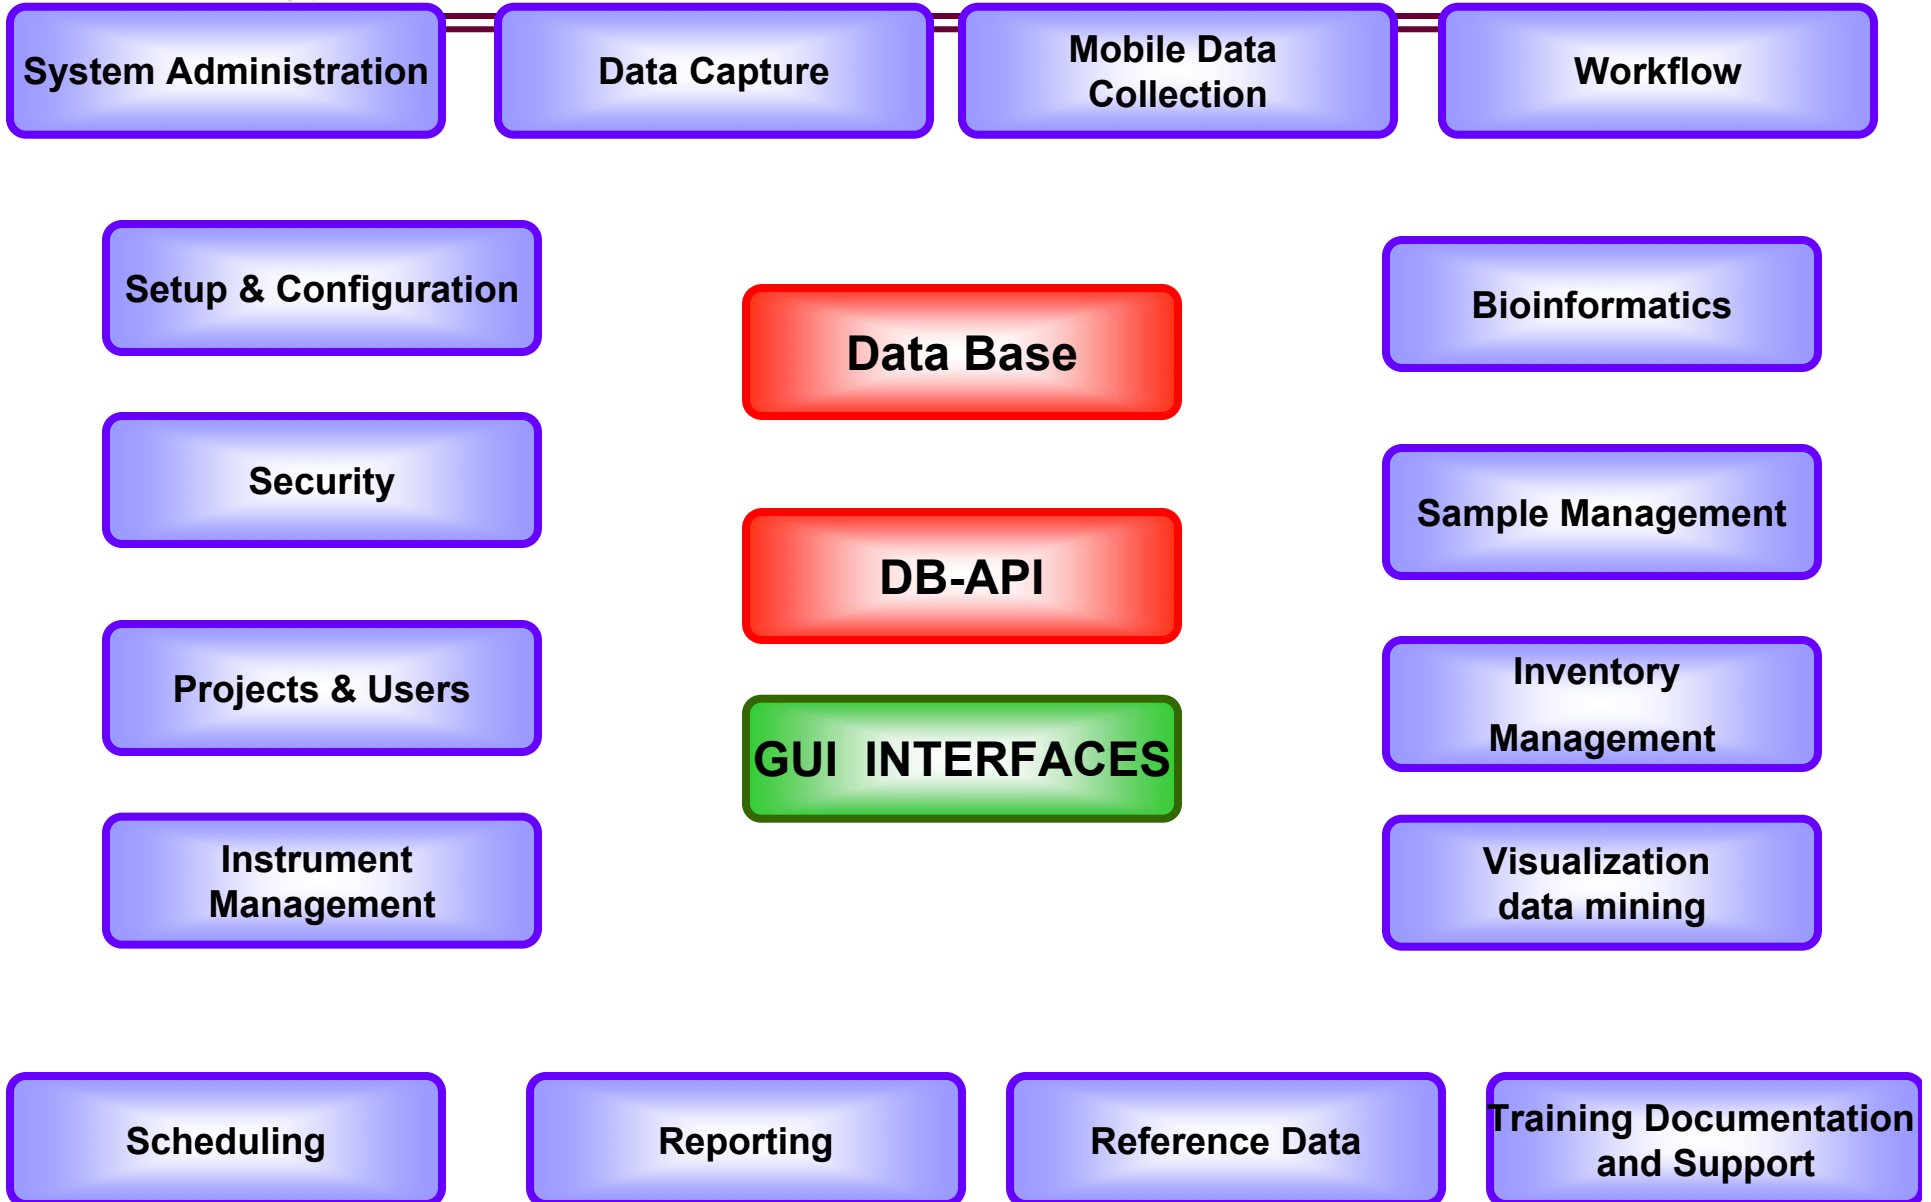 System Administration
Data Capture
Mobile Data
Collection
Workflow
Setup & Configuration
Data Base
Bioinformatics
Security
DB-API
Sample Management
Projects & Users
GUI INTERFACES
Inventory
Management
Instrument
Management
Visualization
data mining
Scheduling
Reporting
Reference Data
Training Documentation
and Support